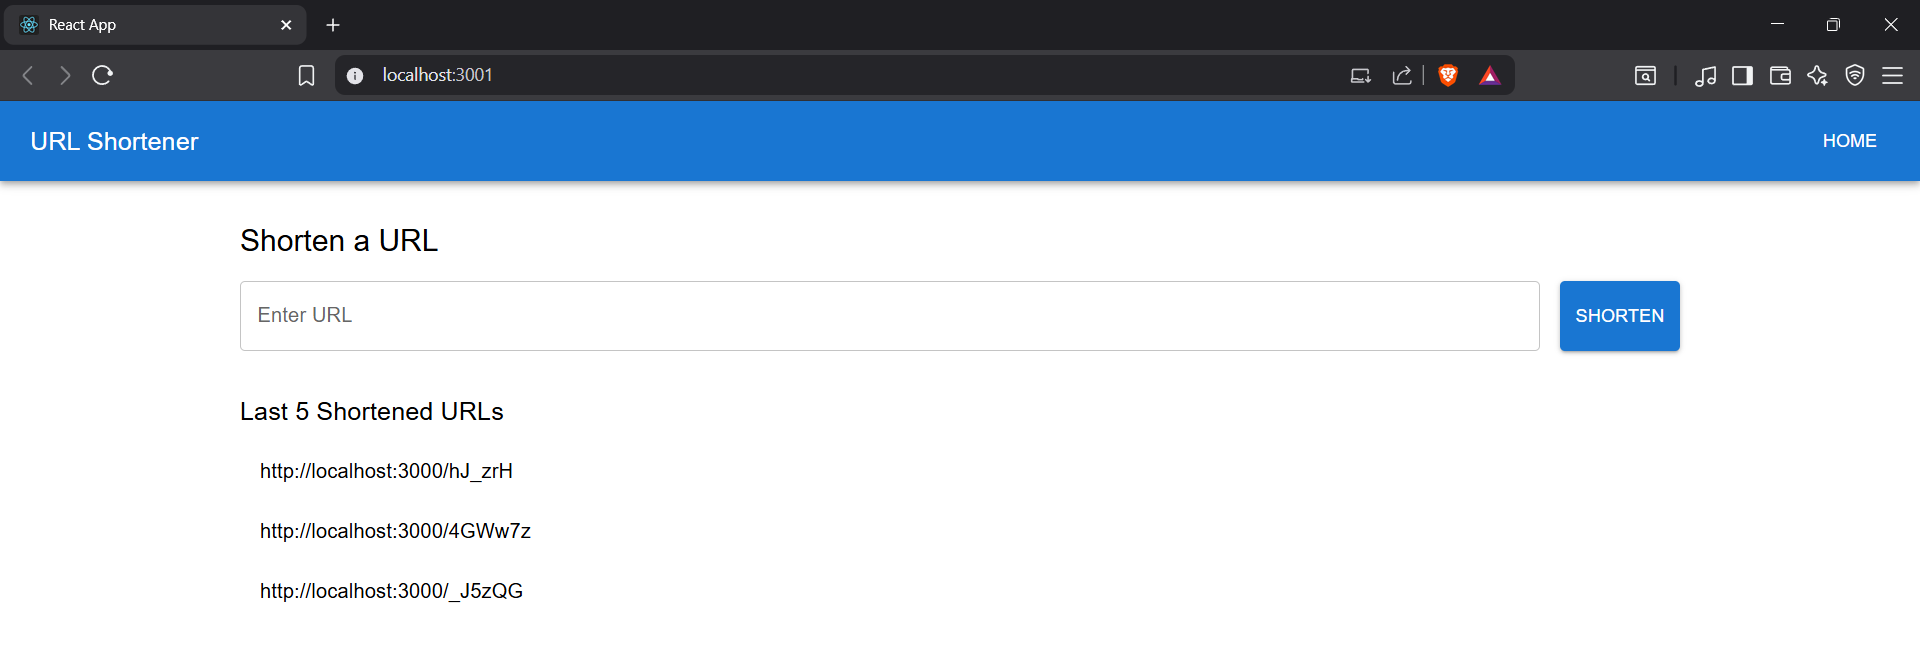 React App
localhost:3001
URL Shortener
HOME
Shorten a URL
Enter URL
SHORTEN
Last 5 Shortened URLs
http://localhost:3000/hJ_zrH
http://localhost:3000/4GWw7z
http://localhost:3000/_J5zQG